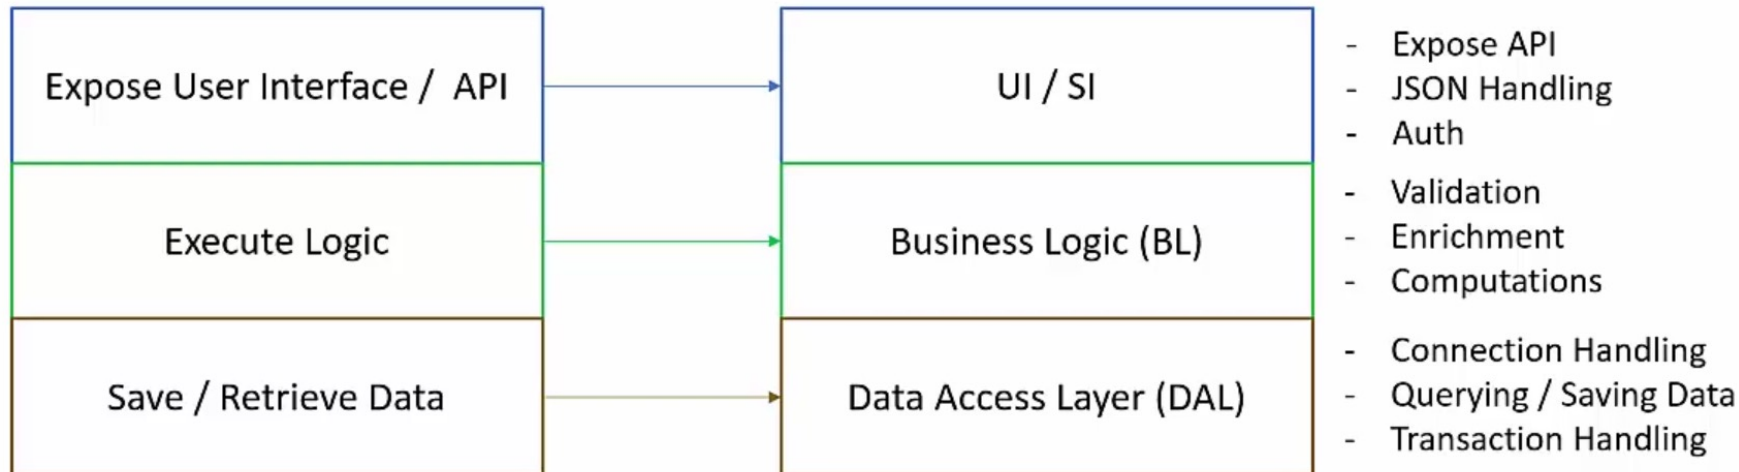 Expose User Interface / API
UI / SI
- Expose API
- JSON Handling
- Auth
Execute Logic
Business Logic (BL)
- Validation
- Enrichment
- Computations
Save / Retrieve Data
Data Access Layer (DAL)
- Connection Handling
- Querying / Saving Data
- Transaction Handling